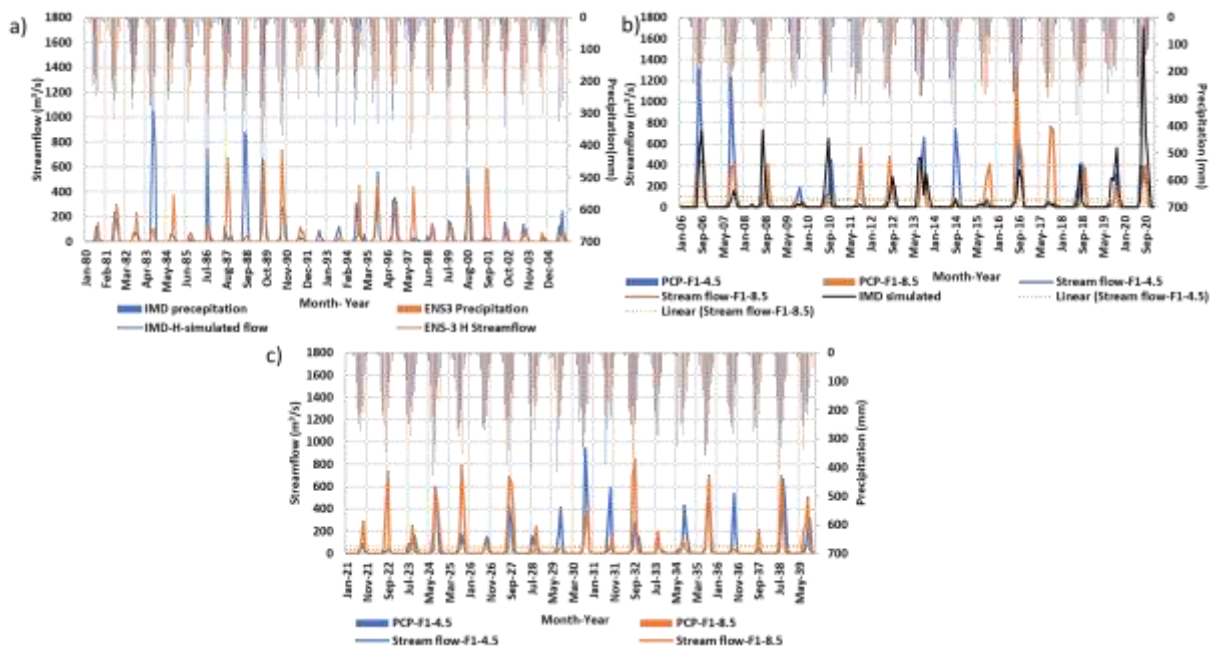 a)
Streamflow (m³/s)
1800
1600
1400
1200
1000
800
600
400
200
0
0
100
200
300
400
500
600
700
Precipitation(mm)
Jan-80
Feb-81
Mar-82
Apr-83
May-84
Jun-85
Jul-86
Aug-87
Sep-88
Oct-89
Nov-90
Dec-91
Jan-93
Feb-94
Mar-95
Apr-96
May-97
Jun-98
Jul-99
Aug-00
Sep-01
Oct-02
Nov-03
Dec-04
Month- Year
IMD precepitation
ENS3 Precipitation
IMD-H-simulated flow
ENS-3 H Streamflow
b)
Streamflow (m³/s)
1800
1600
1400
1200
1000
800
600
400
200
0
0
100
200
300
400
500
600
700
Precipitation (mm)
Jan-06
Sep-06
May-07
Jan-08
Sep-08
May-09
Jan-10
Sep-10
May-11
Jan-12
Sep-12
May-13
Jan-14
Sep-14
May-15
Jan-16
Sep-16
May-17
Jan-18
Sep-18
May-19
Jan-20
Sep-20
Month-Year
PCP-F1-4.5
PCP-F1-8.5
Stream flow-F1-4.5
Stream flow-F1-8.5
IMD simulated
Linear (Stream flow-F1-4.5)
Linear (Stream flow-F1-8.5)
c)
Streamflow (m³/s)
1800
1600
1400
1200
1000
800
600
400
200
0
0
100
200
300
400
500
600
700
Precipitation (mm)
Jan-21
Nov-21
Sep-22
Jul-23
May-24
Mar-25
Jan-26
Nov-26
Sep-27
Jul-28
May-29
Mar-30
Jan-31
Nov-31
Sep-32
Jul-33
May-34
Mar-35
Jan-36
Nov-36
Sep-37
Jul-38
May-39
Month-Year
PCP-F1-4.5
PCP-F1-8.5
Stream flow-F1-4.5
Stream flow-F1-8.5